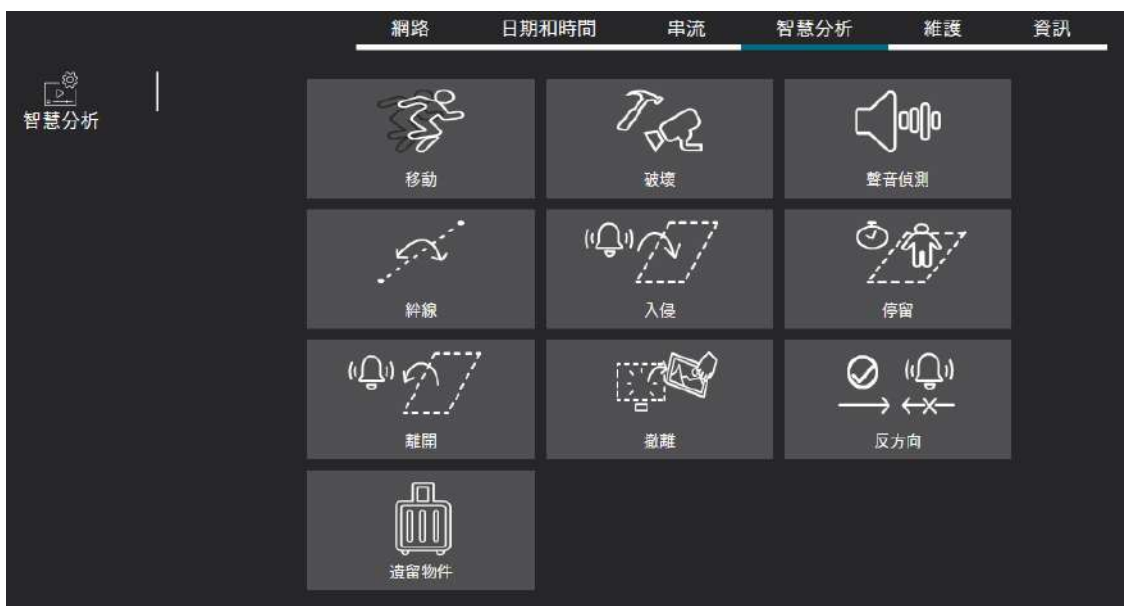 網路 日期和時間 串流 智慧分析 維護 資訊
智慧分析
移動 破壞 聲音偵測
絆線 入侵 停留
離開 撤離 反方向
遺留物件